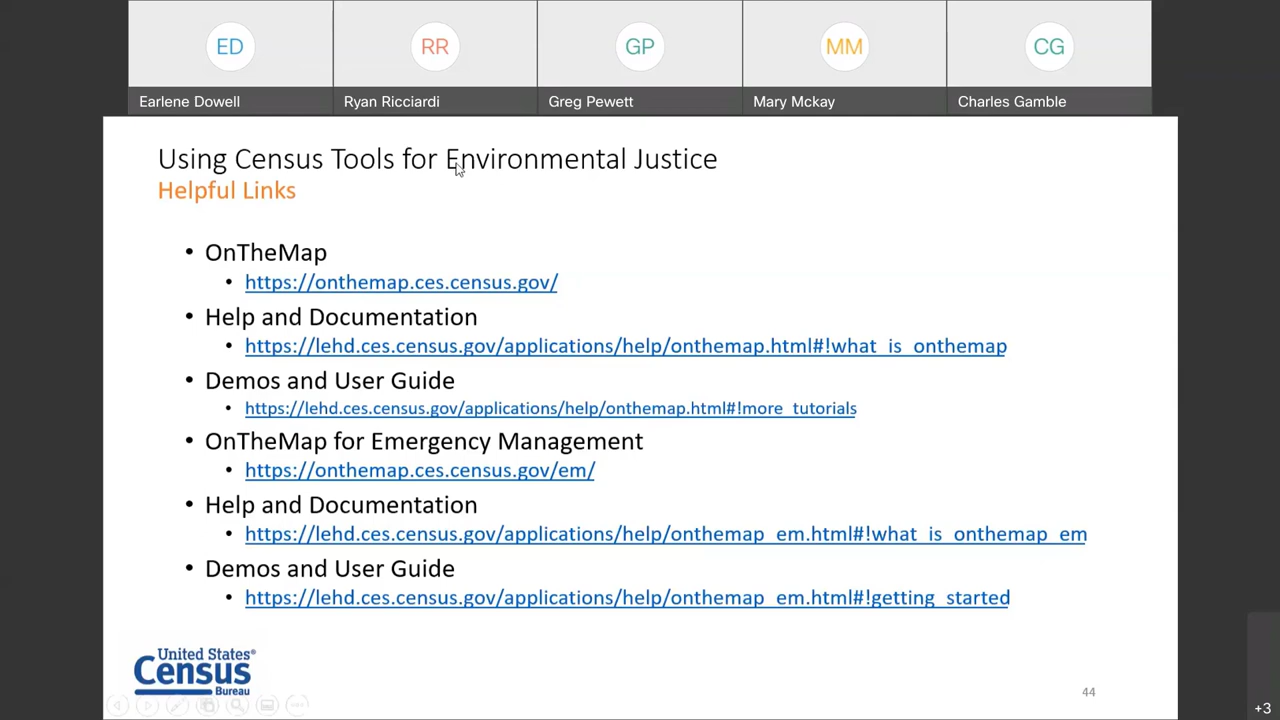 ED
RR
GP
MM
CG
Earlene Dowell
Ryan Ricciardi
Greg Pewett
Mary Mckay
Charles Gamble
Using Census Tools for Environmental Justice
Helpful Links
• OnTheMap
• https://onthemap.ces.census.gov/
• Help and Documentation
• https://lehd.ces.census.gov/applications/help/onthemap.html#!what_is_onthemap
• Demos and User Guide
• https://lehd.ces.census.gov/applications/help/onthemap.html#!more_tutorials
• OnTheMap for Emergency Management
• https://onthemap.ces.census.gov/em/
• Help and Documentation
• https://lehd.ces.census.gov/applications/help/onthemap_em.html#!what_is_onthemap_em
• Demos and User Guide
• https://lehd.ces.census.gov/applications/help/onthemap_em.html#!getting_started
United States®
Census
Bureau
44
+3